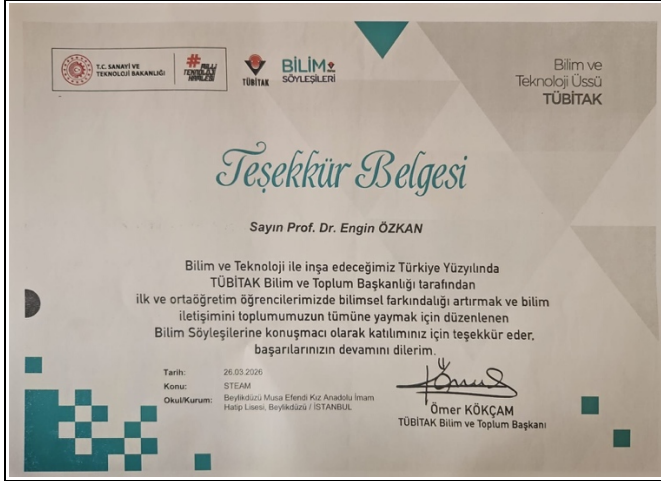 T.C. SANAYİ VE
TEKNOLOJİ BAKANLIĞI
#MİLLİ
TEKNOLOJİ
HAMLESİ
TÜBİTAK
BİLİM
SÖYLEŞİLERİ
Bilim ve
Teknoloji Üssü
TÜBİTAK
Teşekkür Belgesi
Sayın Prof. Dr. Engin ÖZKAN
Bilim ve Teknoloji ile inşa edeceğimiz Türkiye Yüzyılında
TÜBİTAK Bilim ve Toplum Başkanlığı tarafından
ilk ve ortaöğretim öğrencilerimizde bilimsel farkındalığı artırmak ve bilim
iletişimini toplumumuzun tümüne yaymak için düzenlenen
Bilim Söyleşilerine konuşmacı olarak katılımınız için teşekkür eder,
başarılarınızın devamını dilerim.
Tarih: 26.03.2026
Konu: STEAM
Okul/Kurum: Beylikdüzü Musa Efendi Kız Anadolu İmam
Hatip Lisesi, Beylikdüzü / İSTANBUL
Ömer KÖKÇAM
TÜBİTAK Bilim ve Toplum Başkanı